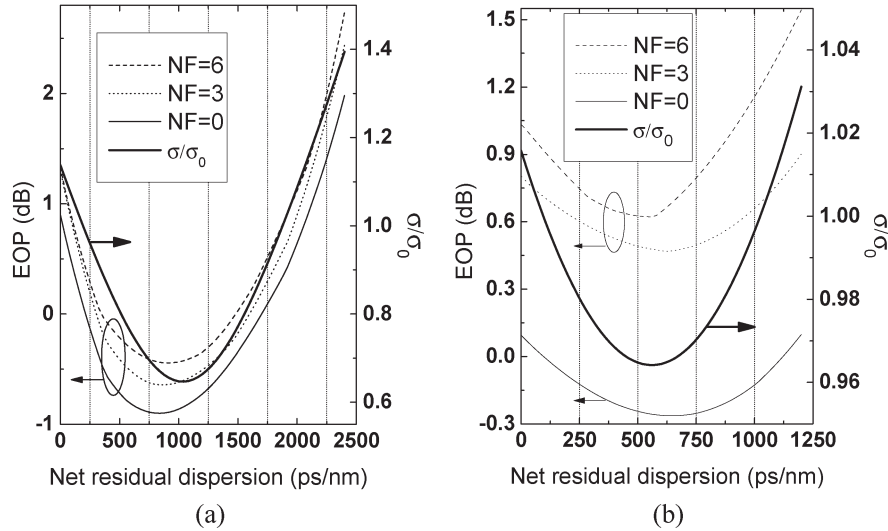 NF=6
NF=3
NF=0
σ/σ0
2
1
0
-1
1.4
1.2
1.0
0.8
0.6
0 500 1000 1500 2000 2500
EOP (dB)
σ/σ0
Net residual dispersion (ps/nm)
(a)
NF=6
NF=3
NF=0
σ/σ0
1.5
1.2
0.9
0.6
0.3
0.0
-0.3
1.04
1.02
1.00
0.98
0.96
0 250 500 750 1000 1250
EOP (dB)
σ/σ0
Net residual dispersion (ps/nm)
(b)